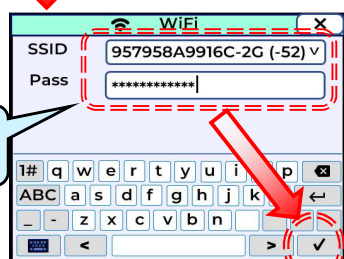 WiFi X
SSID 957958A9916C-2G (-52) v
Pass ************
1# q w e r t y u i p
ABC a s d f g h j k
_ - z x c v b n
< > ✓